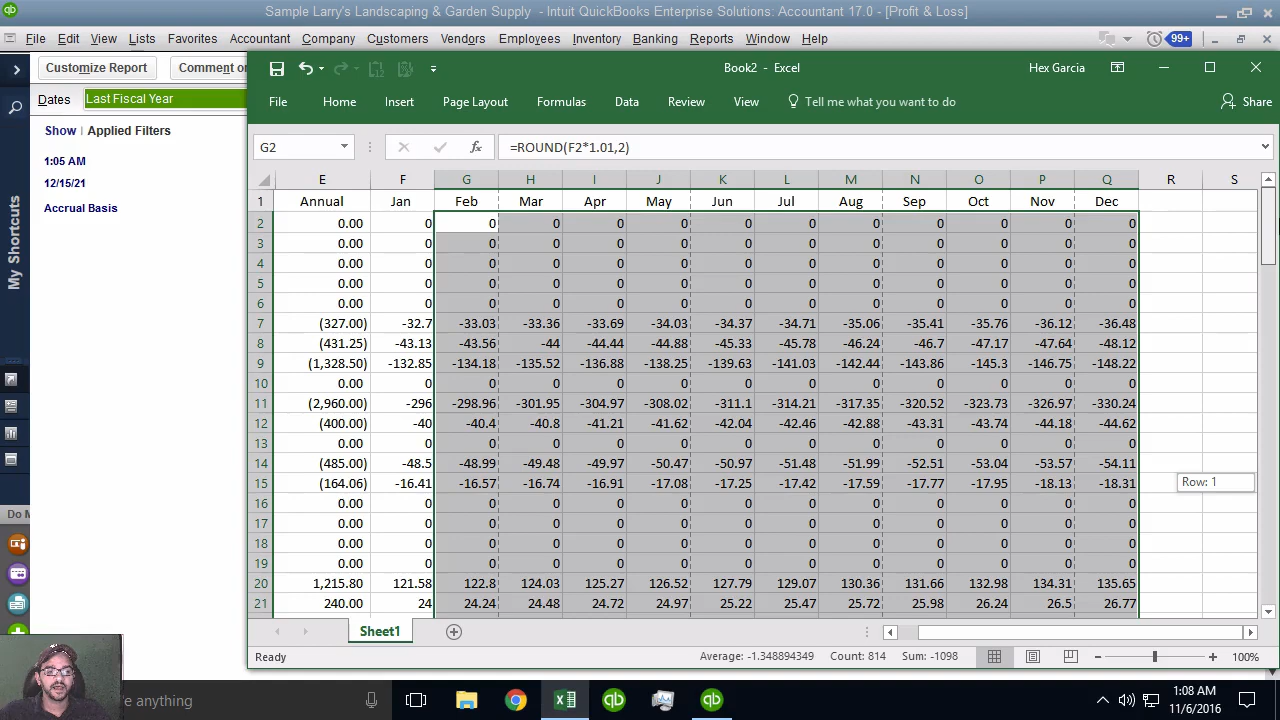 Sample Larry's Landscaping & Garden Supply - Intuit QuickBooks Enterprise Solutions: Accountant 17.0 - [Profit & Loss]
File Edit View Lists Favorites Accountant Company Customers Vendors Employees Inventory Banking Reports Window Help 99+
Customize Report Comment on
Dates Last Fiscal Year
Show Applied Filters
1:05 AM
12/15/21
Accrual Basis
My Shortcuts
Do M
Book2 - Excel Hex Garcia
File Home Insert Page Layout Formulas Data Review View Tell me what you want to do Share
G2 fx =ROUND(F2*1.01,2)
E F G H I J K L M N O P Q R S
1 Annual Jan Feb Mar Apr May Jun Jul Aug Sep Oct Nov Dec
2 0.00 0 0 0 0 0 0 0 0 0 0 0 0
3 0.00 0 0 0 0 0 0 0 0 0 0 0 0
4 0.00 0 0 0 0 0 0 0 0 0 0 0 0
5 0.00 0 0 0 0 0 0 0 0 0 0 0 0
6 0.00 0 0 0 0 0 0 0 0 0 0 0 0
7 (327.00) -32.7 -33.03 -33.36 -33.69 -34.03 -34.37 -34.71 -35.06 -35.41 -35.76 -36.12 -36.48
8 (431.25) -43.13 -43.56 -44 -44.44 -44.88 -45.33 -45.78 -46.24 -46.7 -47.17 -47.64 -48.12
9 (1,328.50) -132.85 -134.18 -135.52 -136.88 -138.25 -139.63 -141.03 -142.44 -143.86 -145.3 -146.75 -148.22
10 0.00 0 0 0 0 0 0 0 0 0 0 0 0
11 (2,960.00) -296 -298.96 -301.95 -304.97 -308.02 -311.1 -314.21 -317.35 -320.52 -323.73 -326.97 -330.24
12 (400.00) -40 -40.4 -40.8 -41.21 -41.62 -42.04 -42.46 -42.88 -43.31 -43.74 -44.18 -44.62
13 0.00 0 0 0 0 0 0 0 0 0 0 0 0
14 (485.00) -48.5 -48.99 -49.48 -49.97 -50.47 -50.97 -51.48 -51.99 -52.51 -53.04 -53.57 -54.11
15 (164.06) -16.41 -16.57 -16.74 -16.91 -17.08 -17.25 -17.42 -17.59 -17.77 -17.95 -18.13 -18.31 Row: 1
16 0.00 0 0 0 0 0 0 0 0 0 0 0 0
17 0.00 0 0 0 0 0 0 0 0 0 0 0 0
18 0.00 0 0 0 0 0 0 0 0 0 0 0 0
19 0.00 0 0 0 0 0 0 0 0 0 0 0 0
20 1,215.80 121.58 122.8 124.03 125.27 126.52 127.79 129.07 130.36 131.66 132.98 134.31 135.65
21 240.00 24 24.24 24.48 24.72 24.97 25.22 25.47 25.72 25.98 26.24 26.5 26.77
Sheet1
Ready Average: -1.348894349 Count: 814 Sum: -1098 100%
e anything 1:08 AM
11/6/2016